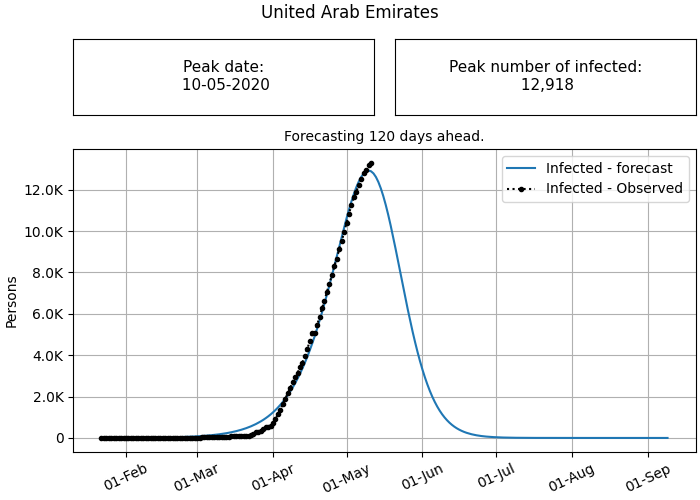 United Arab Emirates
Peak date:
10-05-2020
Peak number of infected:
12,918
Forecasting 120 days ahead.
Infected - forecast
Infected - Observed
Persons
12.0K
10.0K
8.0K
6.0K
4.0K
2.0K
0
01-Feb
01-Mar
01-Apr
01-May
01-Jun
01-Jul
01-Aug
01-Sep